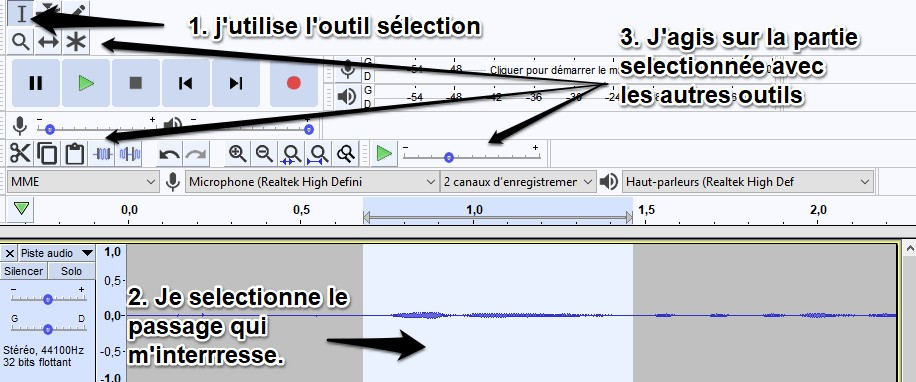 1. j'utilise l'outil sélection
3. J'agis sur la partie
selectionnée avec
les autres outils
G
D
-54 -48 Cliquer pour démarrer le m
G
D
-54 -48 -42 -36 -30 -24
MME
Microphone (Realtek High Defini
2 canaux d'enregistremer
Haut-parleurs (Realtek High Def
0,0 0,5 1,0 1,5 2,0
Piste audio
Silencer Solo
- +
G D
Stéréo, 44100Hz
32 bits flottant
1,0
0,5
0,0
-0,5
-1,0
2. Je selectionne le
passage qui
m'interrresse.